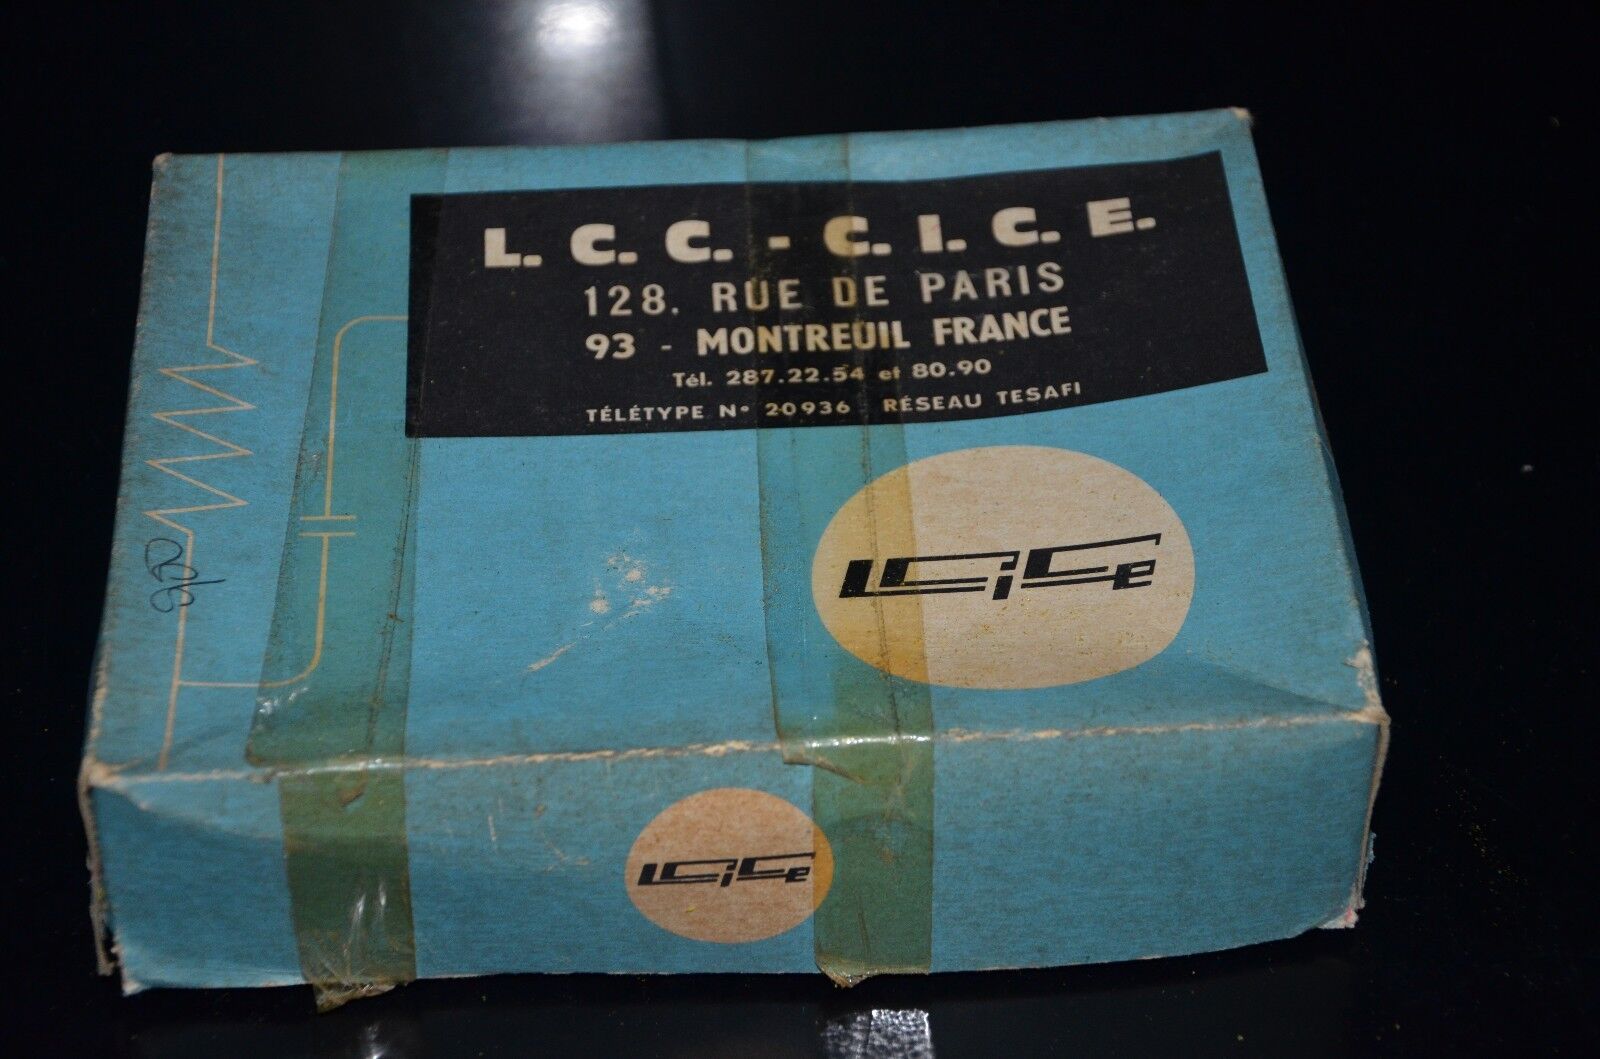 L. C. C. - C. I. C. E.
128. RUE DE PARIS
93 - MONTREUIL FRANCE
Tél. 287.22.54 et 80.90
TÉLÉTYPE N° 20936 RÉSEAU TESAFI
LCiCe
LCiCe